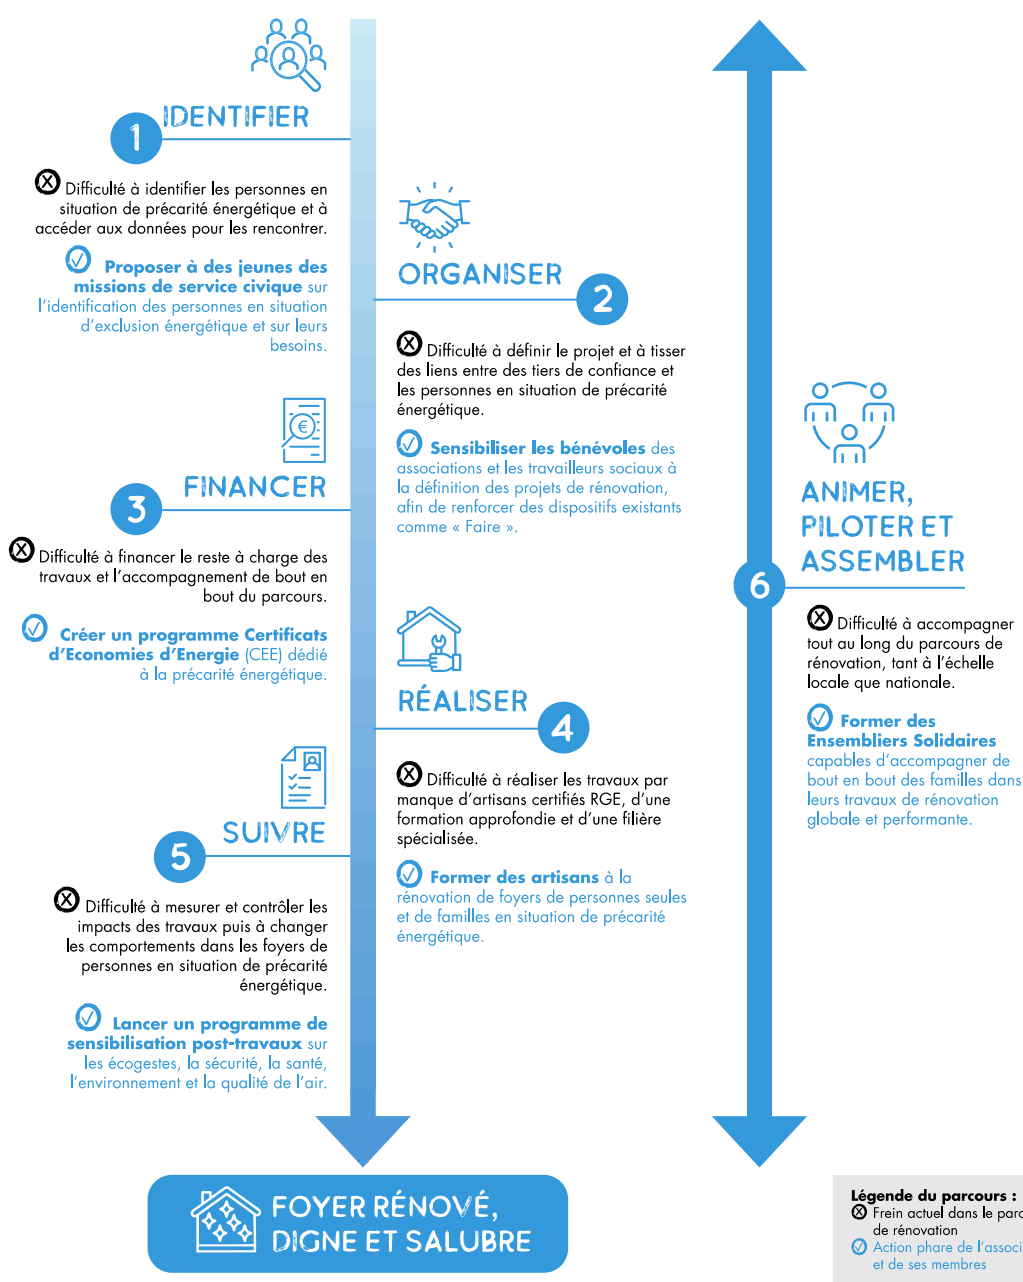 IDENTIFIER
1
Difficulté à identifier les personnes en
situation de précarité énergétique et à
accéder aux données pour les rencontrer.
Proposer à des jeunes des
missions de service civique sur
l'identification des personnes en situation
d'exclusion énergétique et sur leurs
besoins.
ORGANISER
2
Difficulté à définir le projet et à tisser
des liens entre des tiers de confiance et
les personnes en situation de précarité
énergétique.
Sensibiliser les bénévoles des
associations et les travailleurs sociaux à
la définition des projets de rénovation,
afin de renforcer des dispositifs existants
comme « Faire ».
FINANCER
3
Difficulté à financer le reste à charge des
travaux et l'accompagnement de bout en
bout du parcours.
Créer un programme Certificats
d'Economies d'Energie (CEE) dédié
à la précarité énergétique.
RÉALISER
4
Difficulté à réaliser les travaux par
manque d'artisans certifiés RGE, d'une
formation approfondie et d'une filière
spécialisée.
Former des artisans à la
rénovation de foyers de personnes seules
et de familles en situation de précarité
énergétique.
SUIVRE
5
Difficulté à mesurer et contrôler les
impacts des travaux puis à changer
les comportements dans les foyers de
personnes en situation de précarité
énergétique.
Lancer un programme de
sensibilisation post-travaux sur
les écogestes, la sécurité, la santé,
l'environnement et la qualité de l'air.
ANIMER,
PILOTER ET
ASSEMBLER
6
Difficulté à accompagner
tout au long du parcours de
rénovation, tant à l'échelle
locale que nationale.
Former des
Ensembliers Solidaires
capables d'accompagner de
bout en bout des familles dans
leurs travaux de rénovation
globale et performante.
FOYER RÉNOVÉ,
DIGNE ET SALUBRE
Légende du parcours :
Frein actuel dans le
de rénovation
Action phare de
et de ses membres